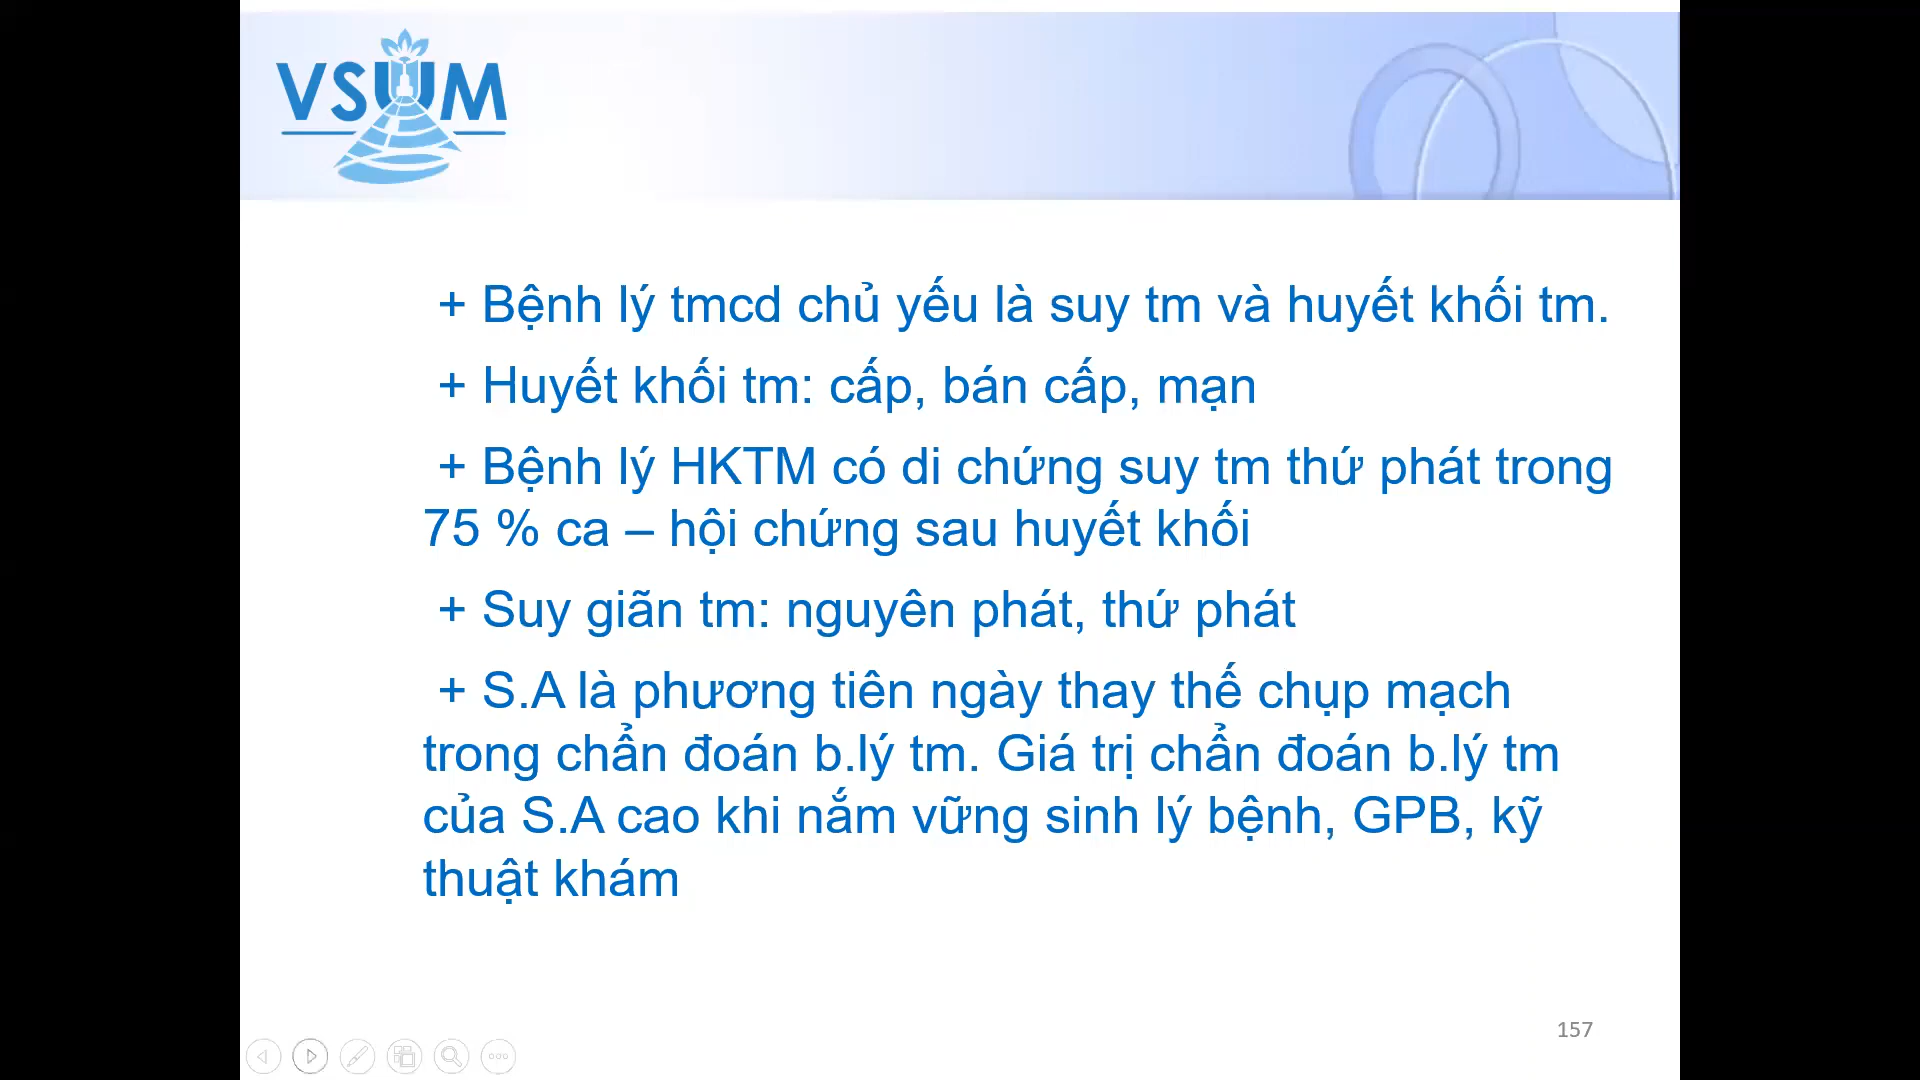 VSUM
+ Bệnh lý tmcd chủ yếu là suy tm và huyết khối tm.
+ Huyết khối tm: cấp, bán cấp, mạn
+ Bệnh lý HKTM có di chứng suy tm thứ phát trong
75 % ca – hội chứng sau huyết khối
+ Suy giãn tm: nguyên phát, thứ phát
+ S.A là phương tiên ngày thay thế chụp mạch
trong chẩn đoán b.lý tm. Giá trị chẩn đoán b.lý tm
của S.A cao khi nắm vững sinh lý bệnh, GPB, kỹ
thuật khám
157